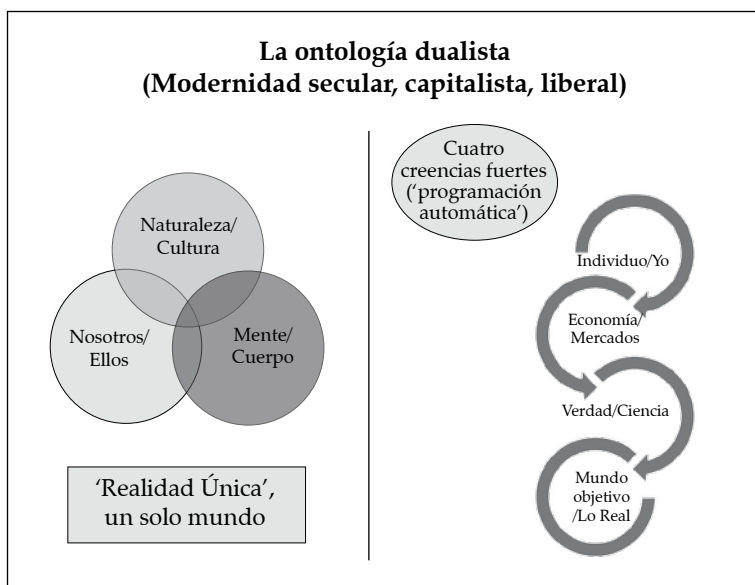 La ontología dualista
(Modernidad secular, capitalista, liberal)
Naturaleza/
Cultura
Nosotros/
Ellos
Mente/
Cuerpo
‘Realidad Única’,
un solo mundo
Cuatro
creencias fuertes
(‘programación
automática’)
Individuo/Yo
Economía/
Mercados
Verdad/Ciencia
Mundo
objetivo
/Lo Real